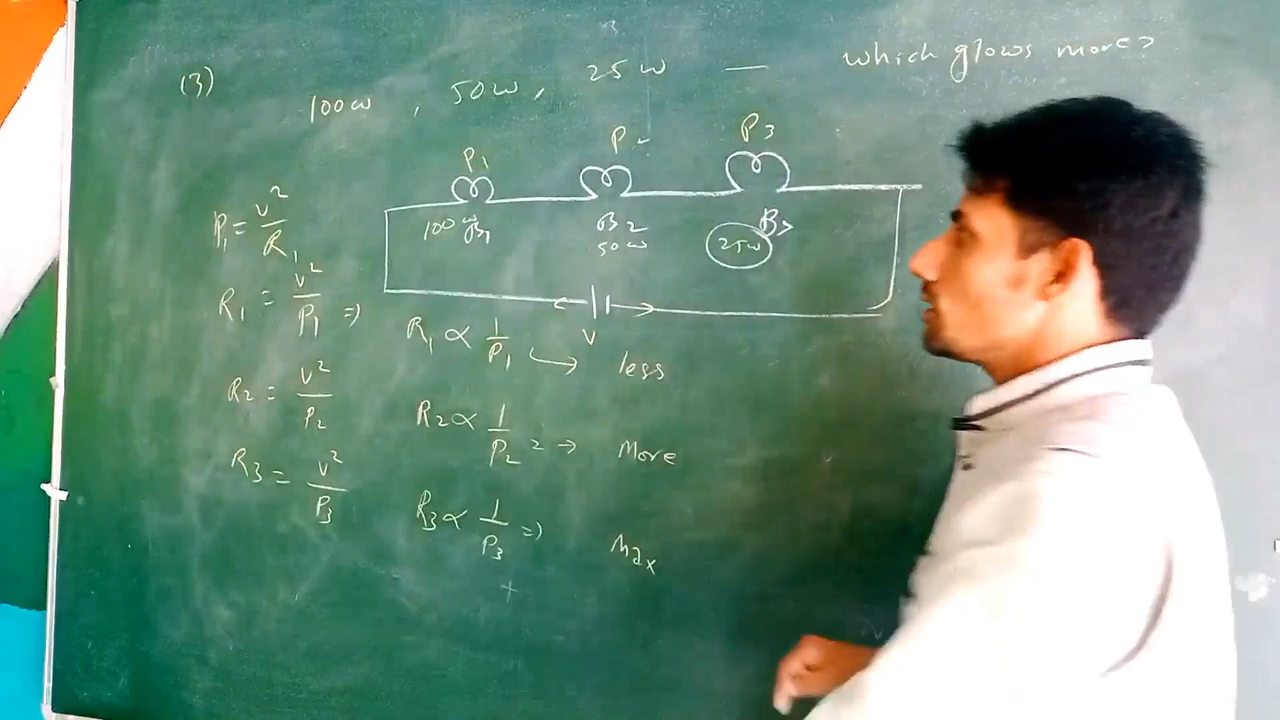 (3) 100w, 50w, 25w — which glows more?
P1 P2 P3
100w B1 B2 B3
50w 25w
V
P1 = V²/R1
R1 = V²/P1 ⇒ R1 ∝ 1/P1 → less
R2 = V²/P2 R2 ∝ 1/P2 = → More
R3 = V²/P3 R3 ∝ 1/P3 ⇒ Max
+